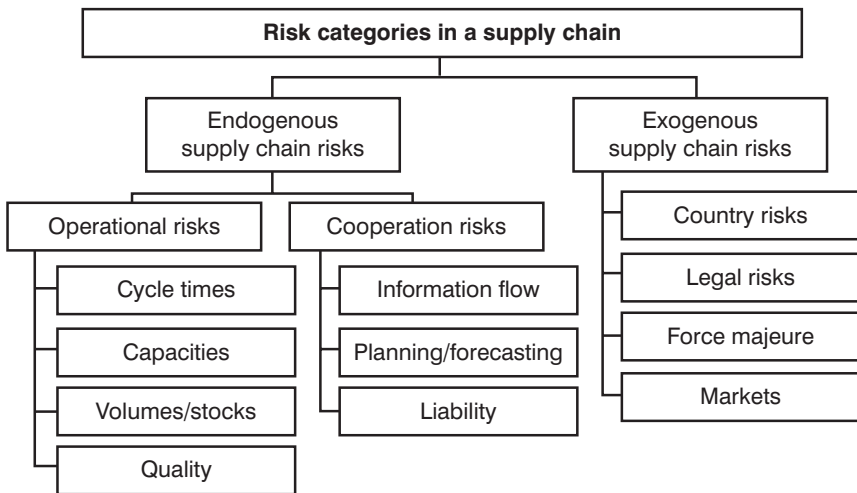 Risk categories in a supply chain
Endogenous
supply chain risks
Exogenous
supply chain risks
Operational risks
Cooperation risks
Country risks
Cycle times
Information flow
Legal risks
Capacities
Planning/forecasting
Force majeure
Volumes/stocks
Liability
Markets
Quality